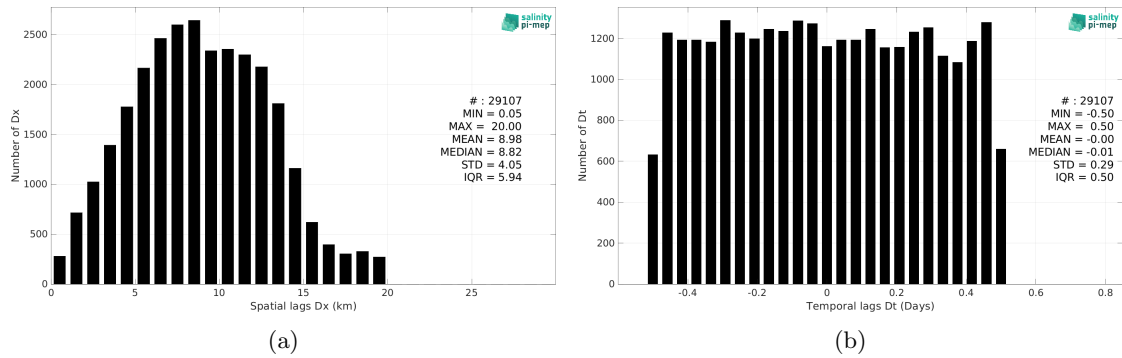 2500
2000
1500
1000
500
0
Number of Dx
0
5
10
15
20
25
Spatial lags Dx (km)
salinity
pi-mep
# : 29107
MIN = 0.05
MAX = 20.00
MEAN = 8.98
MEDIAN = 8.82
STD = 4.05
IQR = 5.94
(a)
1200
1000
800
600
400
200
0
Number of Dt
-0.4
-0.2
0
0.2
0.4
0.6
0.8
Temporal lags Dt (Days)
salinity
pi-mep
# : 29107
MIN = -0.50
MAX = 0.50
MEAN = -0.00
MEDIAN = -0.01
STD = 0.29
IQR = 0.50
(b)